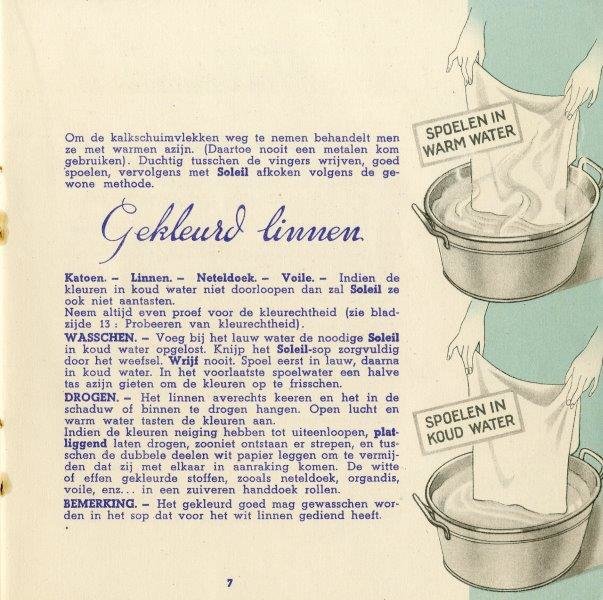 Om de kalkschuimvlekken weg te nemen behandelt men
ze met warmen azijn. (Daartoe nooit een metalen kom
gebruiken). Duchtig tusschen de vingers wrijven, goed
spoelen, vervolgens met Soleil afkoken volgens de ge-
wone methode.
Gekleurd linnen
Katoen. – Linnen. – Neteldoek. – Voile. – Indien de
kleuren in koud water niet doorloopen dan zal Soleil ze
ook niet aantasten.
Neem altijd even proef voor de kleurechtheid (zie blad-
zijde 13 : Probeeren van kleurechtheid).
WASSCHEN. – Voeg bij het lauw water de noodige Soleil
in koud water opgelost. Knijp het Soleil-sop zorgvuldig
door het weefsel. Wrijf nooit. Spoel eerst in lauw, daarna
in koud water. In het voorlaatste spoelwater een halve
tas azijn gieten om de kleuren op te frisschen.
DROGEN. – Het linnen averechts keeren en het in de
schaduw of binnen te drogen hangen. Open lucht en
warm water tasten de kleuren aan.
Indien de kleuren neiging hebben tot uiteenloopen, plat-
liggend laten drogen, zooniet ontstaan er strepen, en tus-
schen de dubbele deelen wit papier leggen om te vermij-
den dat zij met elkaar in aanraking komen. De witte
of effen gekleurde stoffen, zooals neteldoek, organdis,
voile, enz... in een zuiveren handdoek rollen.
BEMERKING. – Het gekleurd goed mag gewasschen wor-
den in het sop dat voor het wit linnen gediend heeft.
7
SPOELEN IN
WARM WATER
SPOELEN IN
KOUD WATER